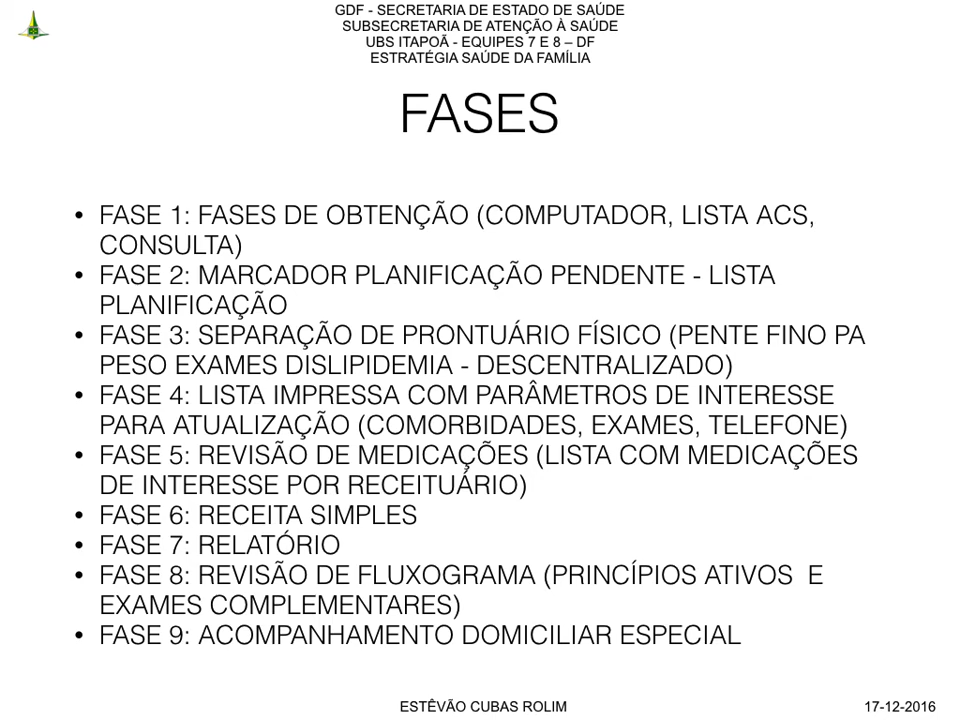 GDF - SECRETARIA DE ESTADO DE SAÚDE
SUBSECRETARIA DE ATENÇÃO À SAÚDE
UBS ITAPOÃ - EQUIPES 7 E 8 – DF
ESTRATÉGIA SAÚDE DA FAMÍLIA
FASES
• FASE 1: FASES DE OBTENÇÃO (COMPUTADOR, LISTA ACS,
CONSULTA)
• FASE 2: MARCADOR PLANIFICAÇÃO PENDENTE - LISTA
PLANIFICAÇÃO
• FASE 3: SEPARAÇÃO DE PRONTUÁRIO FÍSICO (PENTE FINO PA
PESO EXAMES DISLIPIDEMIA - DESCENTRALIZADO)
• FASE 4: LISTA IMPRESSA COM PARÂMETROS DE INTERESSE
PARA ATUALIZAÇÃO (COMORBIDADES, EXAMES, TELEFONE)
• FASE 5: REVISÃO DE MEDICAÇÕES (LISTA COM MEDICAÇÕES
DE INTERESSE POR RECEITUÁRIO)
• FASE 6: RECEITA SIMPLES
• FASE 7: RELATÓRIO
• FASE 8: REVISÃO DE FLUXOGRAMA (PRINCÍPIOS ATIVOS  E
EXAMES COMPLEMENTARES)
• FASE 9: ACOMPANHAMENTO DOMICILIAR ESPECIAL
ESTÊVÃO CUBAS ROLIM
17-12-2016